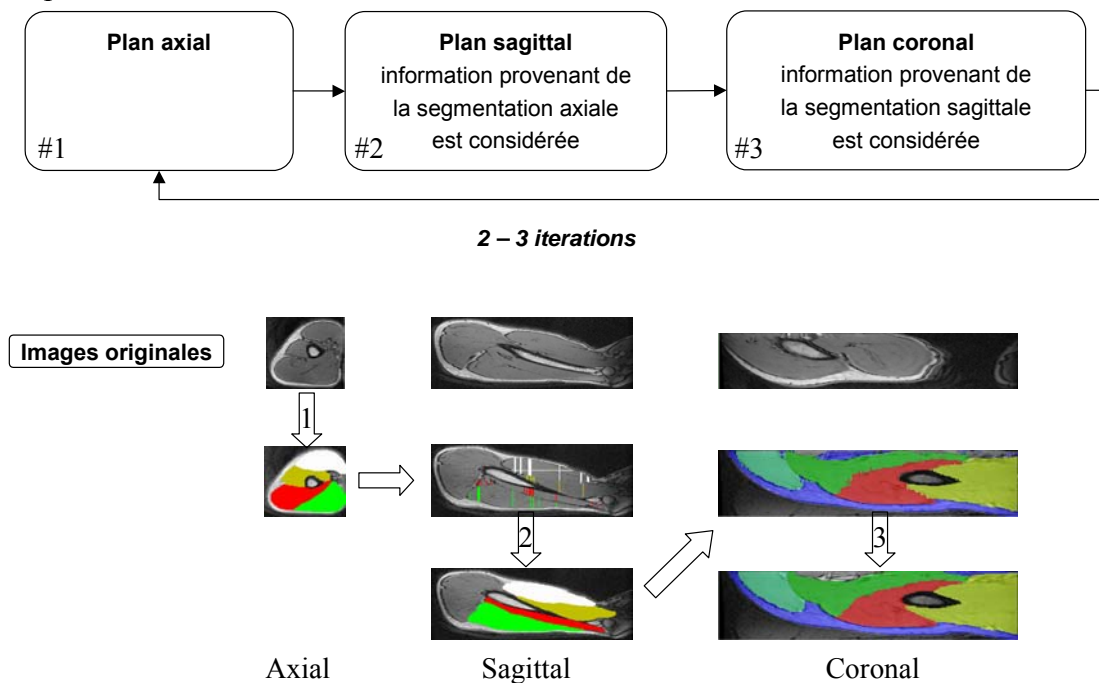 Plan axial
#1
Plan sagittal
information provenant de
la segmentation axiale
est considérée
#2
Plan coronal
information provenant de
la segmentation sagittale
est considérée
#3
2 – 3 iterations
Images originales
1
2
3
Axial
Sagittal
Coronal